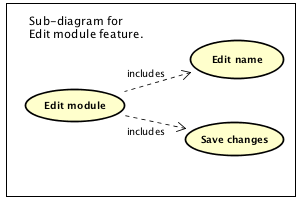 Sub-diagram for
Edit module feature.
includes
Edit name
Edit module
includes
Save changes